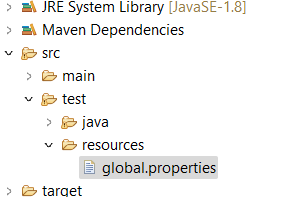 JRE System Library [JavaSE-1.8]
Maven Dependencies
src
main
test
java
resources
global.properties
target